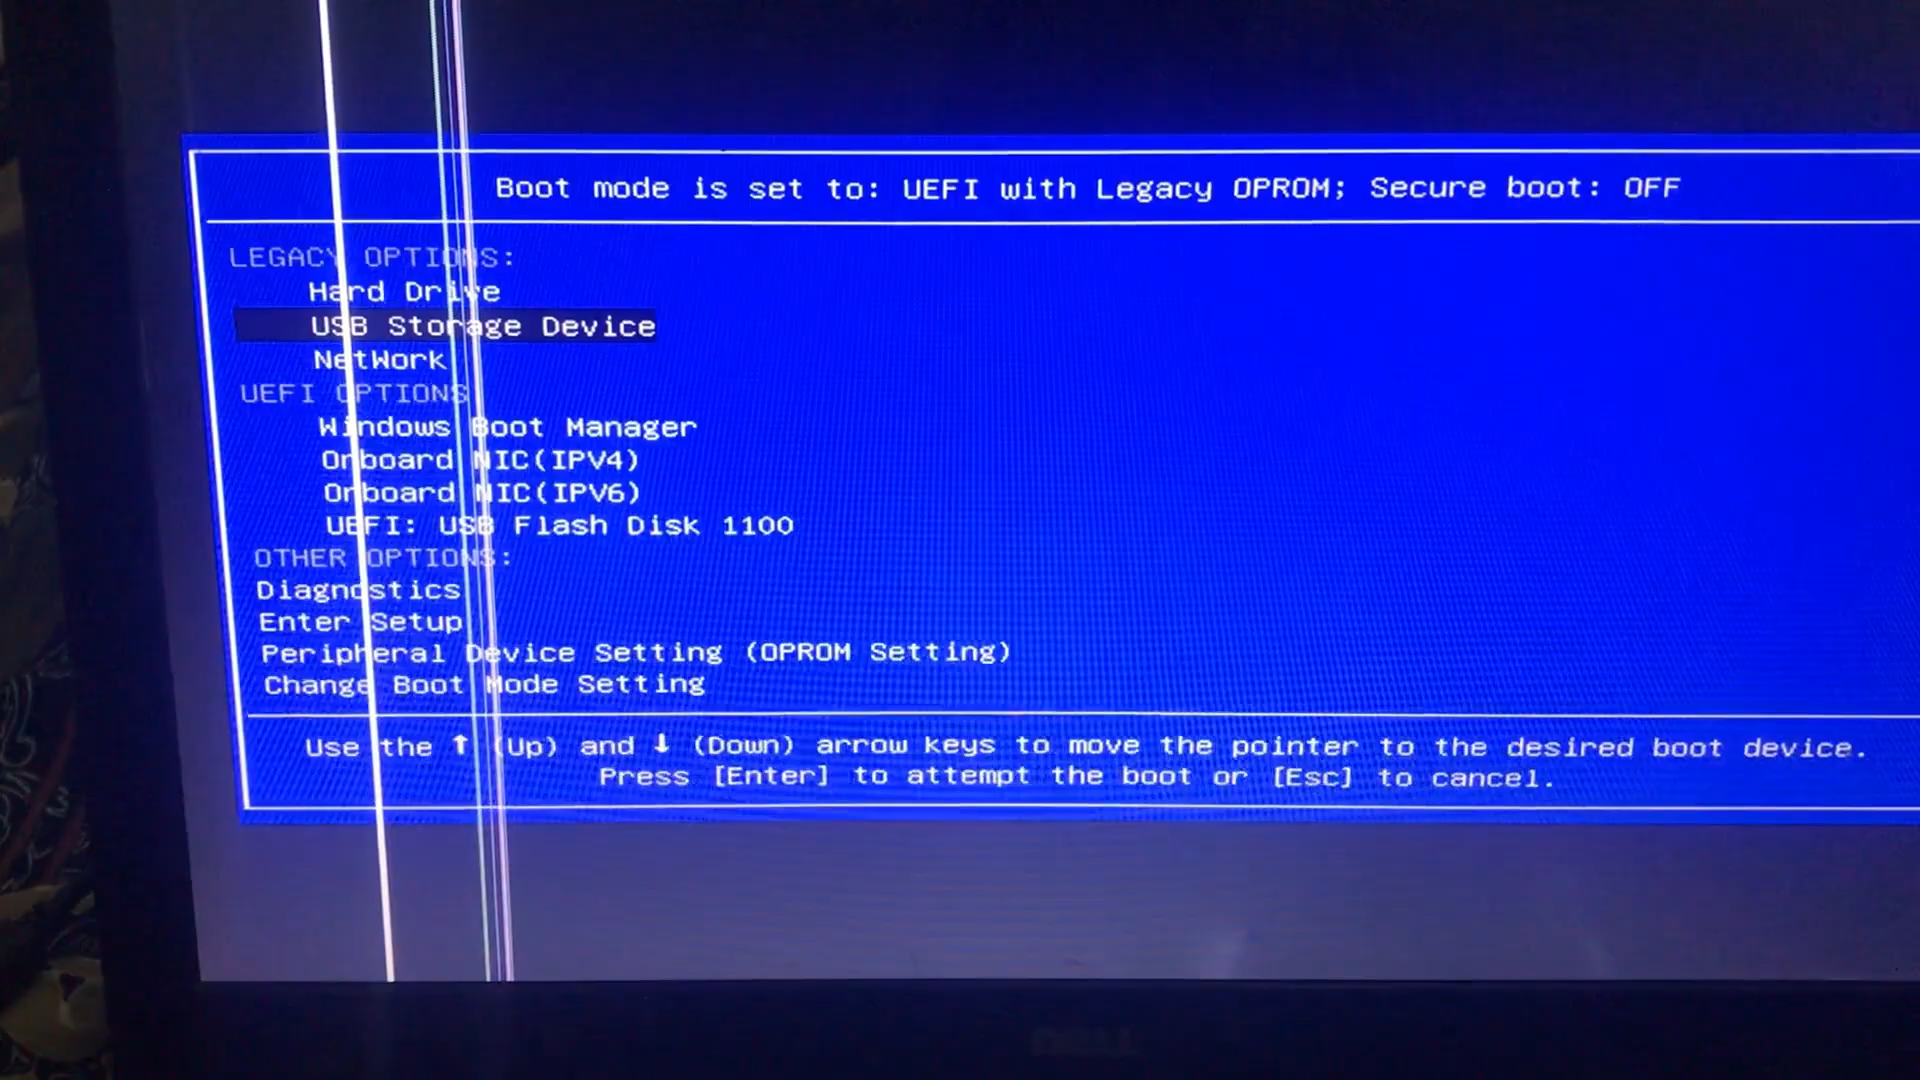 Boot mode is set to: UEFI with Legacy OPROM; Secure boot: OFF
LEGACY OPTIONS:
Hard Drive
USB Storage Device
NetWork
UEFI OPTIONS
Windows Boot Manager
Onboard NIC(IPV4)
Onboard NIC(IPV6)
UEFI: USB Flash Disk 1100
OTHER OPTIONS:
Diagnostics
Enter Setup
Peripheral Device Setting (OPROM Setting)
Change Boot Mode Setting
Use the ↑ (Up) and ↓ (Down) arrow keys to move the pointer to the desired boot device.
Press [Enter] to attempt the boot or [Esc] to cancel.